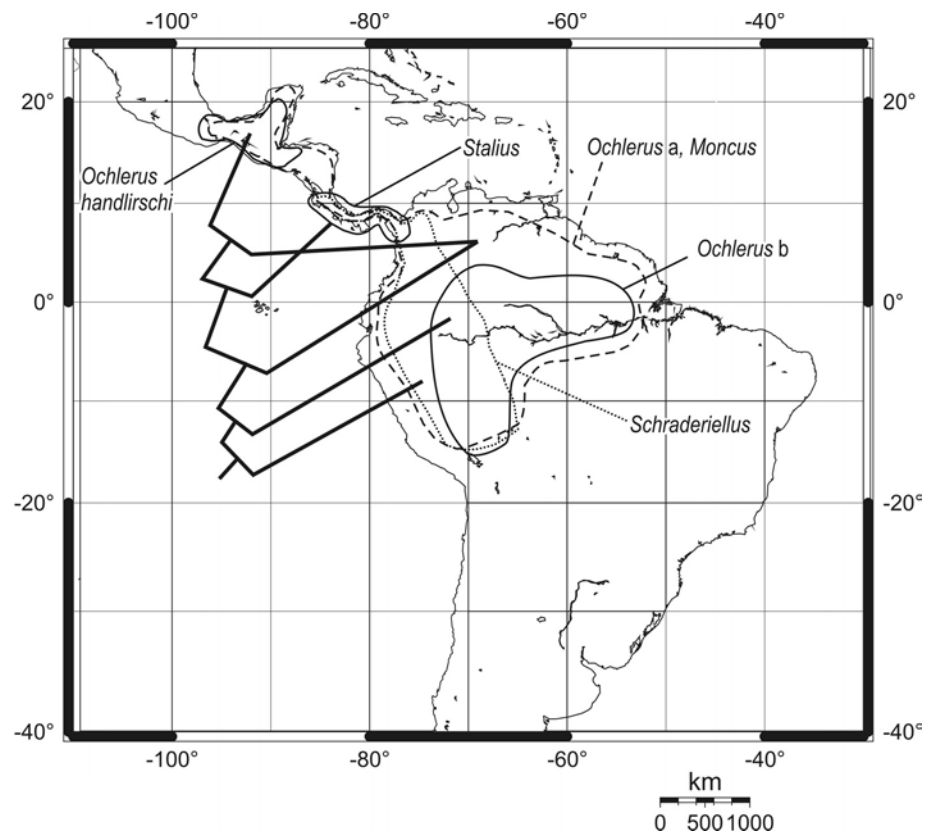 -100° -80° -60° -40°
20° 20°
Stalius
Ochlerus a, Moncus
Ochlerus
handlirschi
Ochlerus b
0° 0°
Schraderiellus
-20° -20°
-40° -40°
-100° -80° -60° -40°
km
0 500 1000